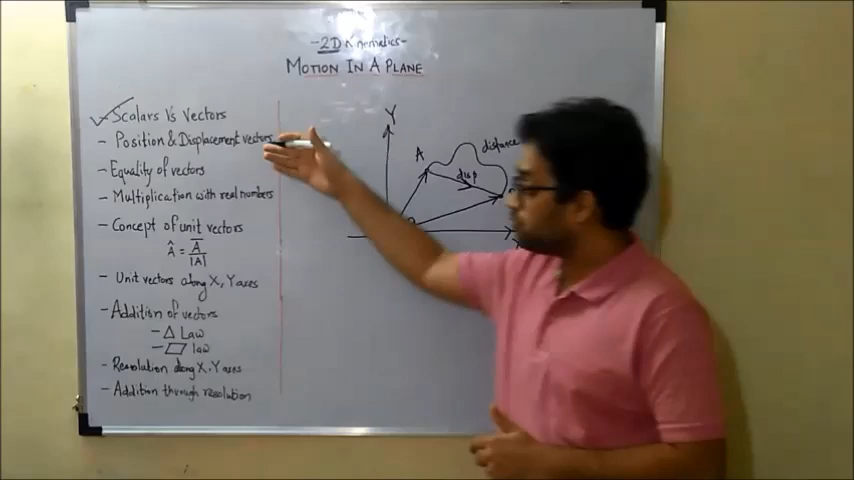 -2D Kinematics-
MOTION IN A PLANE
- Scalars V/s Vectors
- Position & Displacement vectors
- Equality of vectors
- Multiplication with real numbers
- Concept of unit vectors
Â = A̅ / |A|
- Unit vectors along X, Y axes
- Addition of vectors
- △ Law
- ▱ law
- Resolution along X, Y axes
- Addition through resolution
Y
A
distance
disp
X